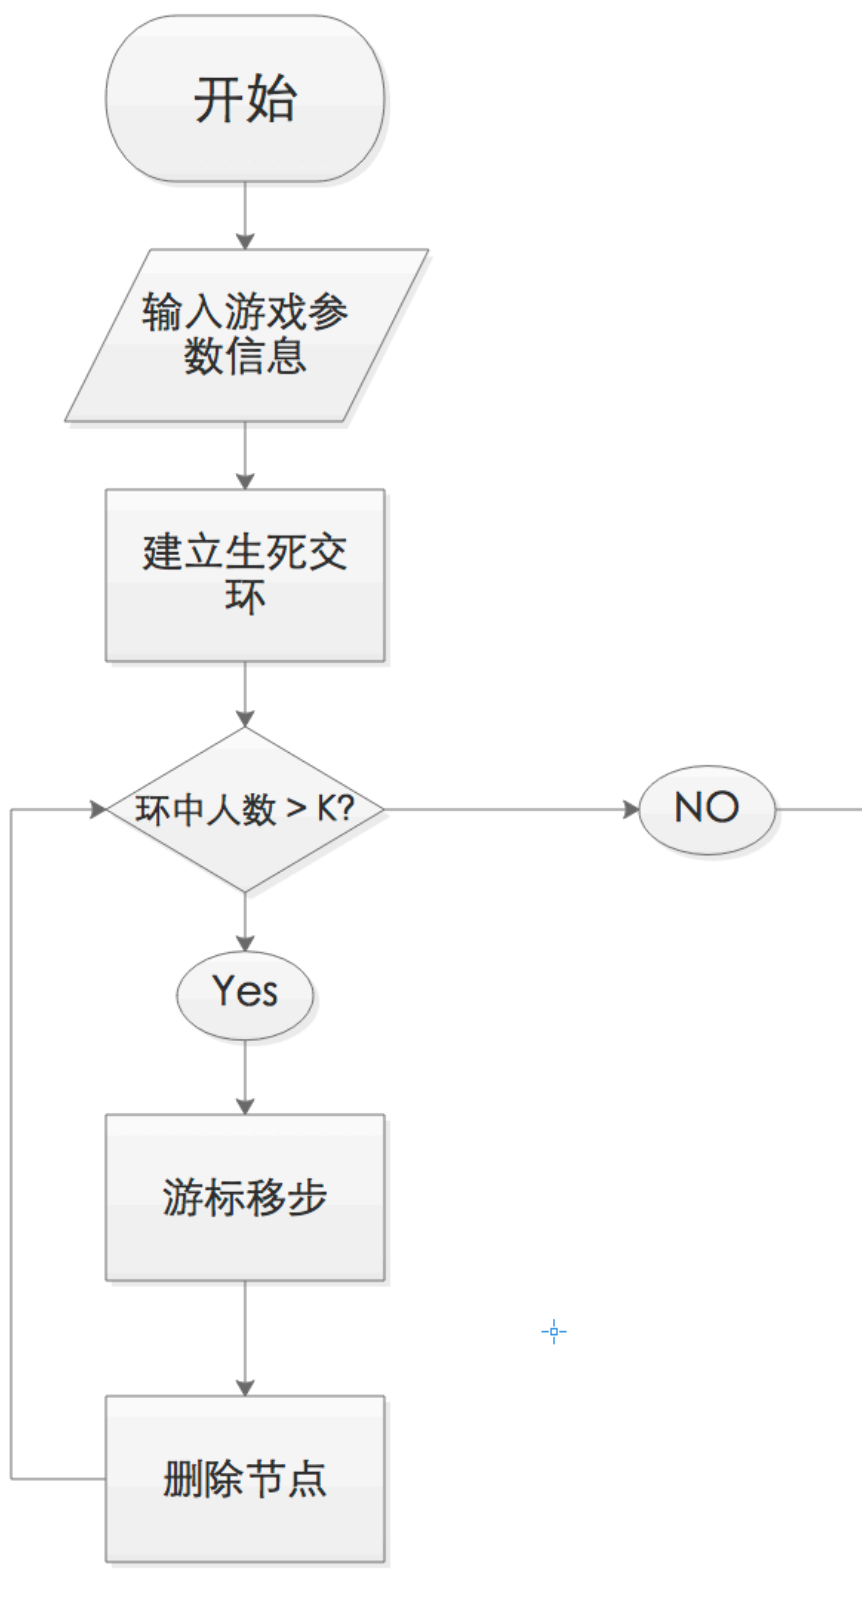 开始
输入游戏参
数信息
建立生死交
环
环中人数 > K?
NO
Yes
游标移步
删除节点